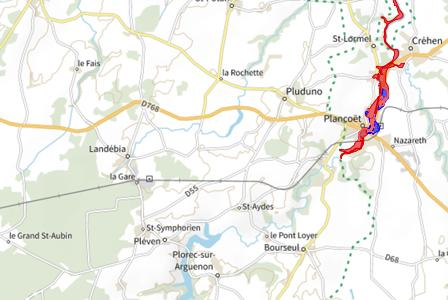 St-Lormel
Créhen
le Fais
la Rochette
Pluduno
D768
Plancoët
Nazareth
Landébia
la Gare
D55
St-Aydes
St-Symphorien
le Grand St-Aubin
Pléven
le Pont Loyer
Bourseul
Plorec-sur-
Arguenon
D68